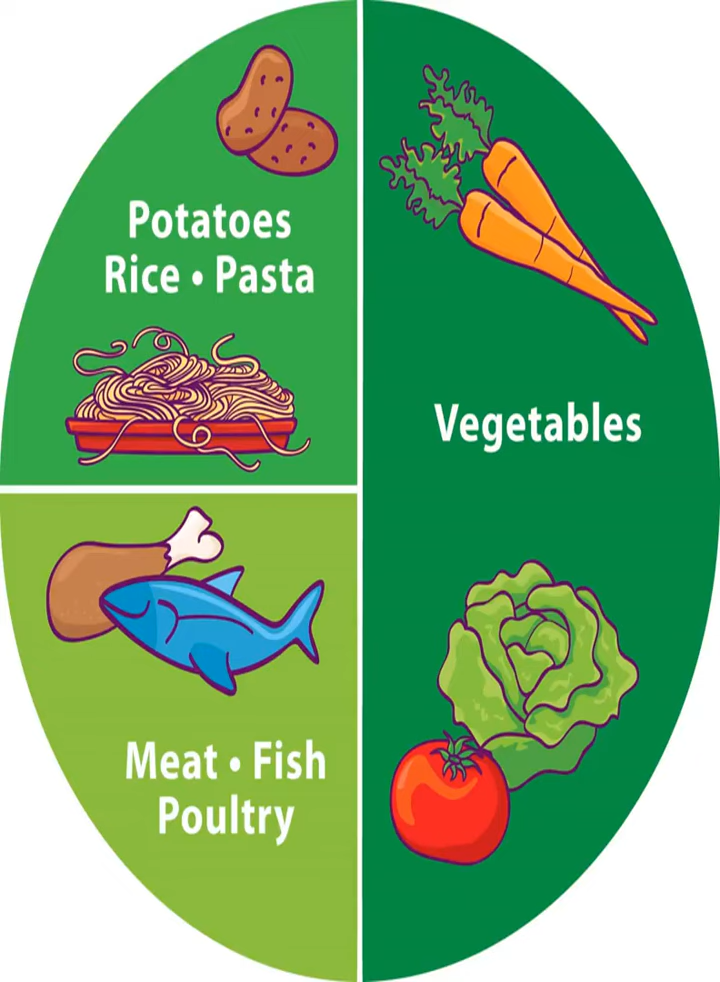 Potatoes
Rice • Pasta
Vegetables
Meat • Fish
Poultry